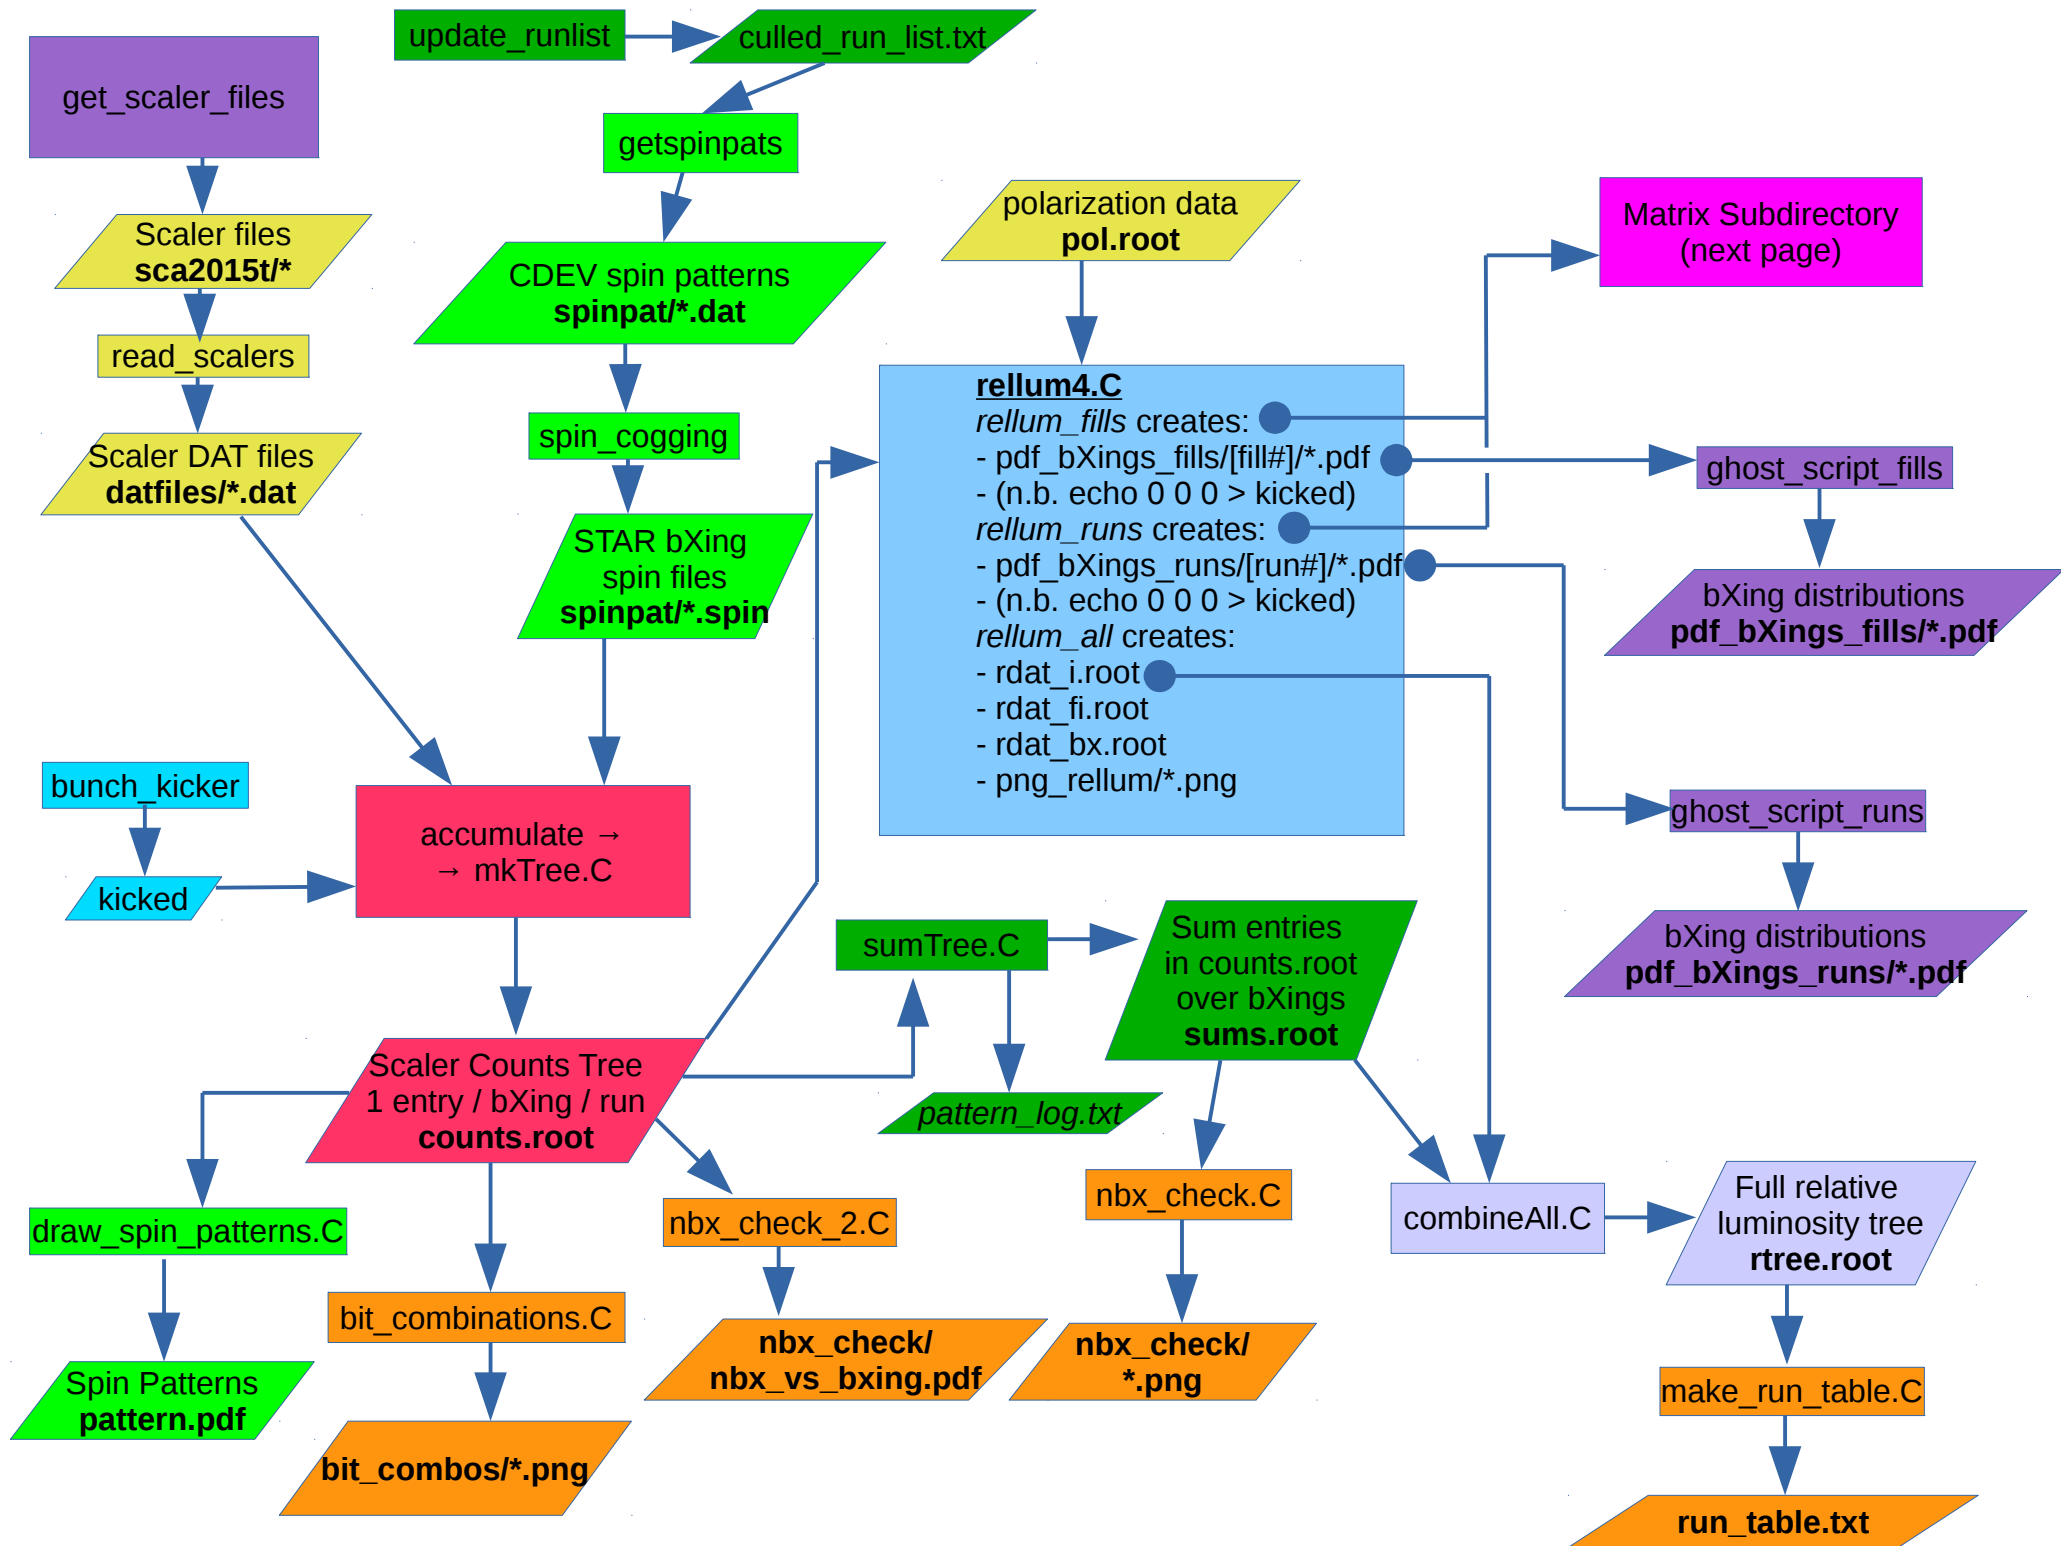 update_runlist
culled_run_list.txt
get_scaler_files
getspinpats
Scaler files
sca2015t/*
CDEV spin patterns
spinpat/*.dat
polarization data
pol.root
Matrix Subdirectory
(next page)
read_scalers
Scaler DAT files
datfiles/*.dat
spin_cogging
STAR bXing
spin files
spinpat/*.spin
rellum4.C
rellum_fills creates:
- pdf_bXings_fills/[fill#]/*.pdf
- (n.b. echo 0 0 0 > kicked)
rellum_runs creates:
- pdf_bXings_runs/[run#]/*.pdf
- (n.b. echo 0 0 0 > kicked)
rellum_all creates:
- rdat_i.root
- rdat_fi.root
- rdat_bx.root
- png_rellum/*.png
ghost_script_fills
bXing distributions
pdf_bXings_fills/*.pdf
ghost_script_runs
bXing distributions
pdf_bXings_runs/*.pdf
bunch_kicker
kicked
accumulate →
→ mkTree.C
sumTree.C
Sum entries
in counts.root
over bXings
sums.root
pattern_log.txt
Scaler Counts Tree
1 entry / bXing / run
counts.root
draw_spin_patterns.C
Spin Patterns
pattern.pdf
bit_combinations.C
bit_combos/*.png
nbx_check_2.C
nbx_check/
nbx_vs_bxing.pdf
nbx_check.C
nbx_check/
*.png
combineAll.C
Full relative
luminosity tree
rtree.root
make_run_table.C
run_table.txt